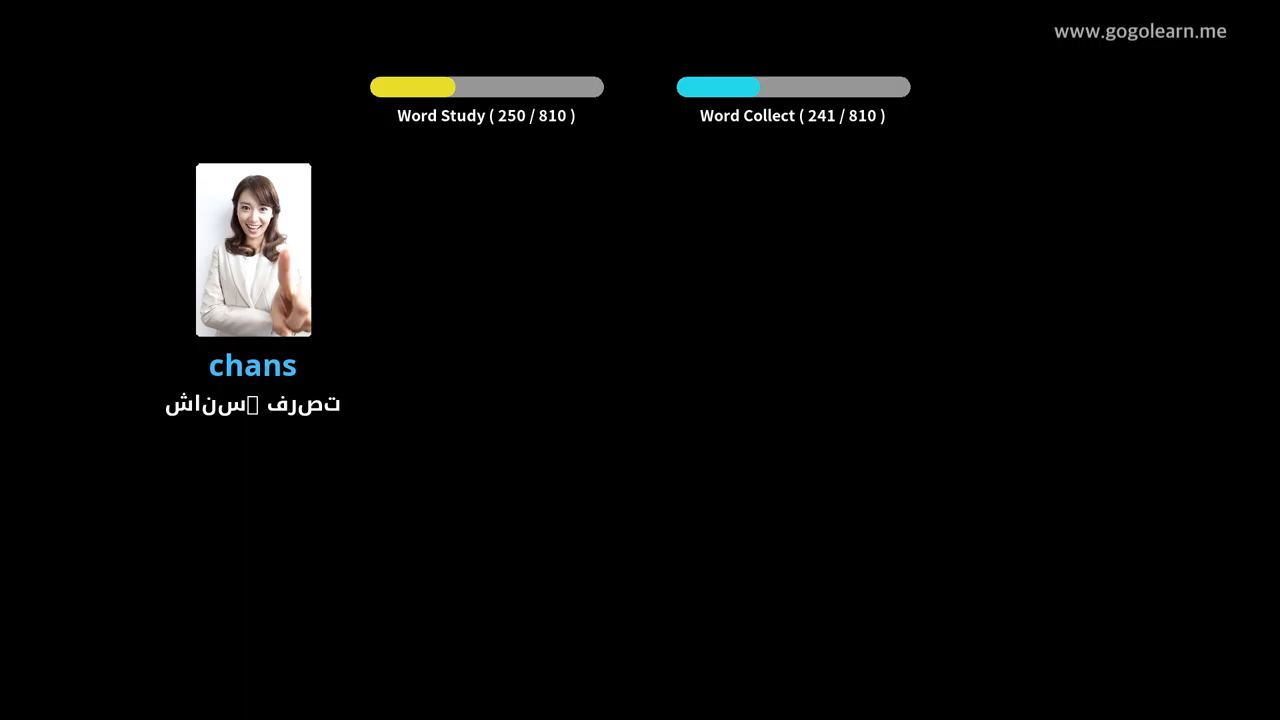 www.gogolearn.me
Word Study ( 250 / 810 )
Word Collect ( 241 / 810 )
chans
شانس▯ فرصت